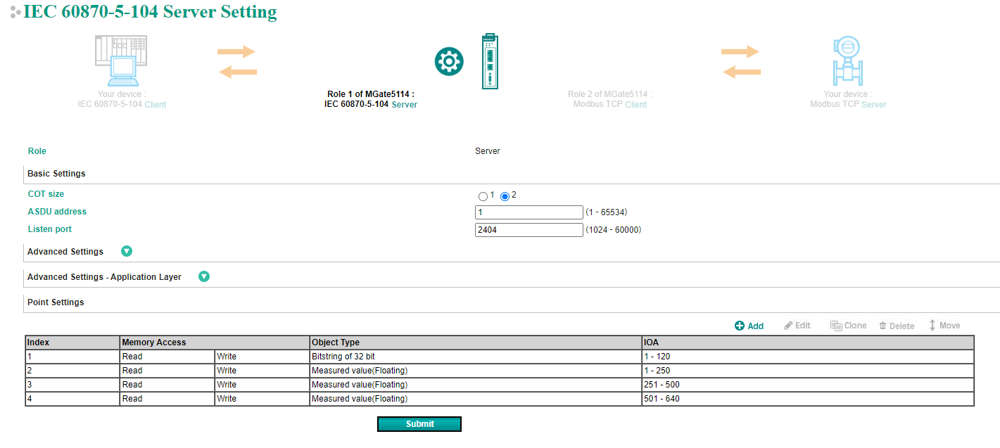 IEC 60870-5-104 Server Setting
Your device :
IEC 60870-5-104 Client
Role 1 of MGate5114 :
IEC 60870-5-104 Server
Role 2 of MGate5114 :
Modbus TCP Client
Your device :
Modbus TCP Server
Role Server
Basic Settings
COT size 1 2
ASDU address 1 (1 - 65534)
Listen port 2404 (1024 - 60000)
Advanced Settings
Advanced Settings - Application Layer
Point Settings
Add Edit Clone Delete Move
Index Memory Access Object Type IOA
1 Read Write Bitstring of 32 bit 1 - 120
2 Read Write Measured value(Floating) 1 - 250
3 Read Write Measured value(Floating) 251 - 500
4 Read Write Measured value(Floating) 501 - 640
Submit